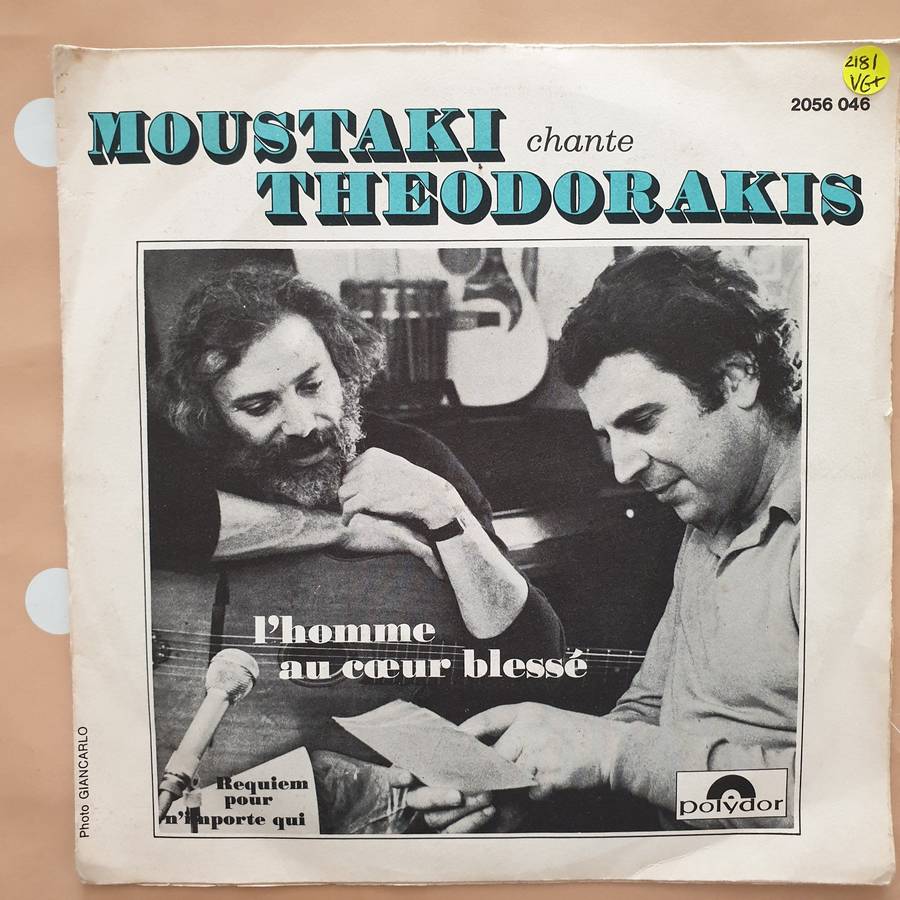 2181
VG+
2056 046
MOUSTAKI chante
THEODORAKIS
l'homme
au cœur blessé
Requiem
pour
n'importe qui
polydor
Photo GIANCARLO